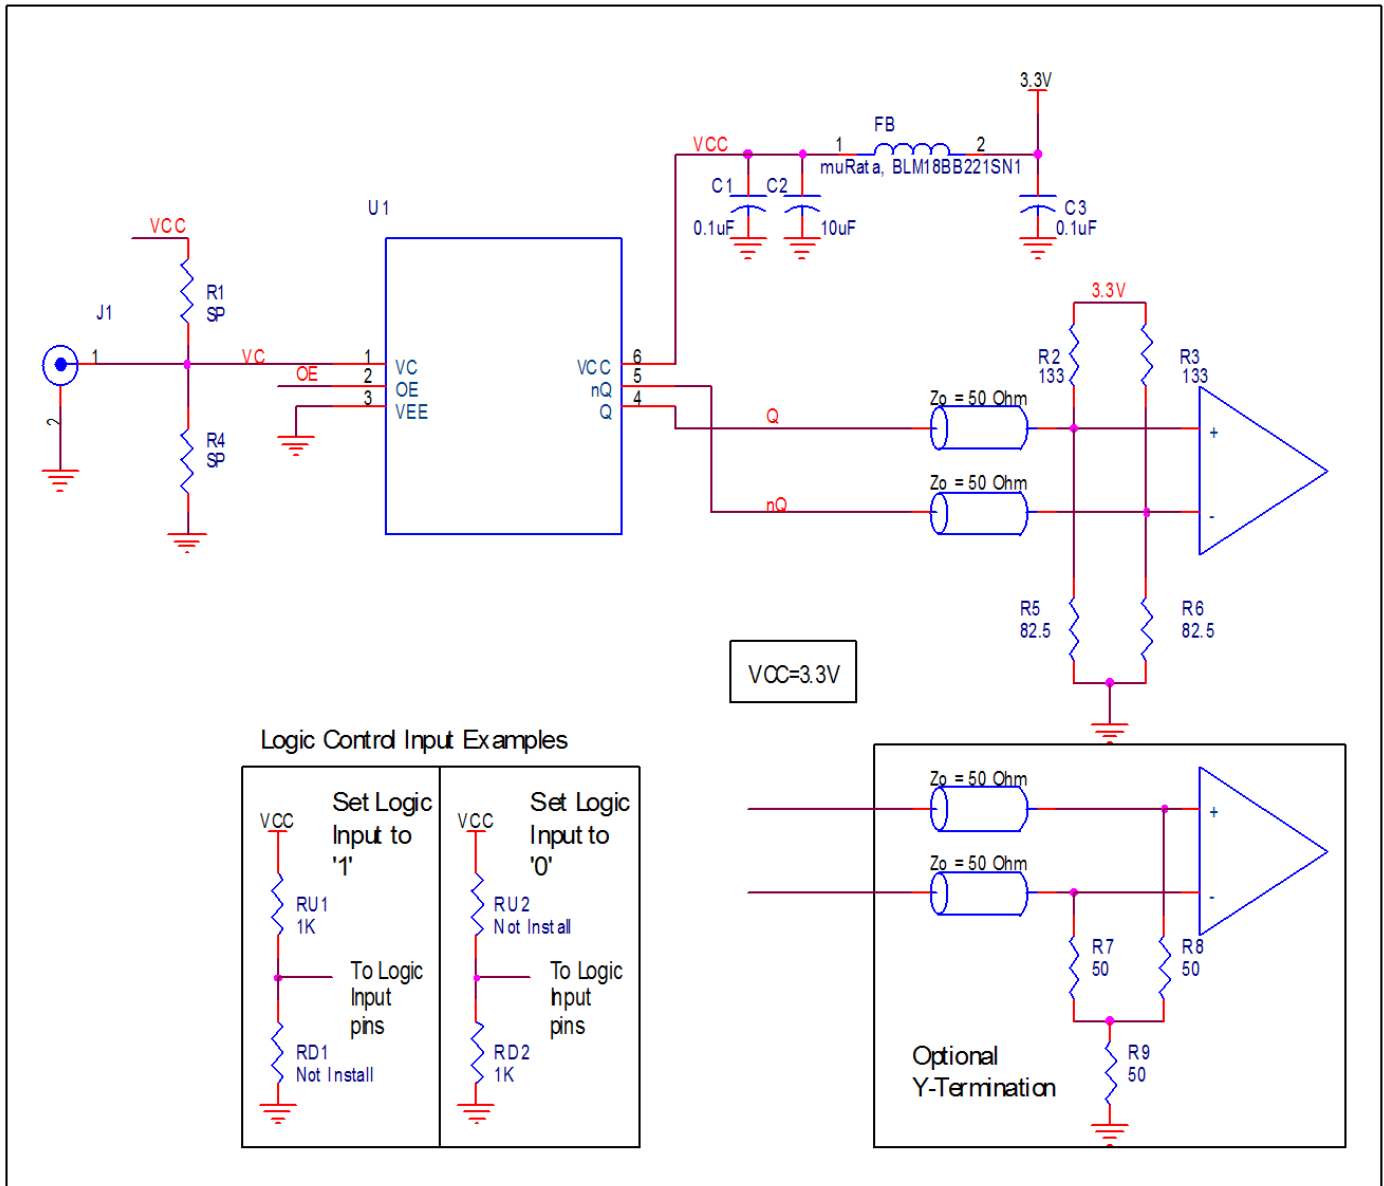 3.3V
FB
VCC
1
2
muRata, BLM18BB221SN1
C1
C2
C3
0.1uF
10uF
0.1uF
U1
VCC
R1
SP
J1
1
VC
1
VC
OE
2
OE
3
VEE
2
R4
SP
VCC
6
nQ
5
Q
4
3.3V
R2
133
R3
133
Zo = 50 Ohm
Q
+
Zo = 50 Ohm
nQ
-
R5
82.5
R6
82.5
VCC=3.3V
Logic Control Input Examples
Set Logic
Input to
'1'
VCC
RU1
1K
To Logic
Input
pins
RD1
Not Install
Set Logic
Input to
'0'
VCC
RU2
Not Install
To Logic
Input
pins
RD2
1K
Zo = 50 Ohm
+
Zo = 50 Ohm
-
R7
50
R8
50
R9
50
Optional
Y-Termination